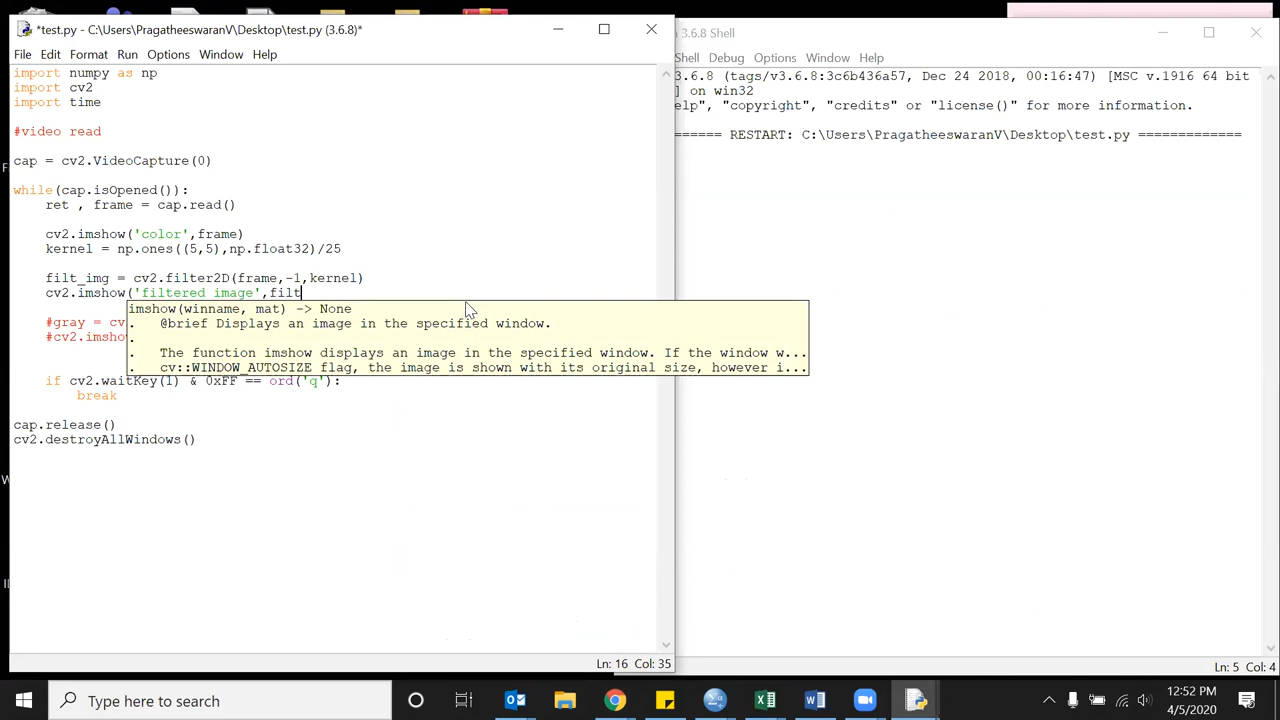 *test.py - C:\Users\PragatheeswaranV\Desktop\test.py (3.6.8)*
File Edit Format Run Options Window Help
import numpy as np
import cv2
import time
#video read
cap = cv2.VideoCapture(0)
while(cap.isOpened()):
ret , frame = cap.read()
cv2.imshow('color',frame)
kernel = np.ones((5,5),np.float32)/25
filt_img = cv2.filter2D(frame,-1,kernel)
cv2.imshow('filtered image',filt
imshow(winname, mat) -> None
. @brief Displays an image in the specified window.
.
. The function imshow displays an image in the specified window. If the window w...
. cv::WINDOW_AUTOSIZE flag, the image is shown with its original size, however i...
#gray = cv
#cv2.imsho
if cv2.waitKey(1) & 0xFF == ord('q'):
break
cap.release()
cv2.destroyAllWindows()
Ln: 16 Col: 35
3.6.8 Shell
Shell Debug Options Window Help
3.6.8 (tags/v3.6.8:3c6b436a57, Dec 24 2018, 00:16:47) [MSC v.1916 64 bit
] on win32
elp", "copyright", "credits" or "license()" for more information.
====== RESTART: C:\Users\PragatheeswaranV\Desktop\test.py =============
Ln: 5 Col: 4
Type here to search
12:52 PM
4/5/2020